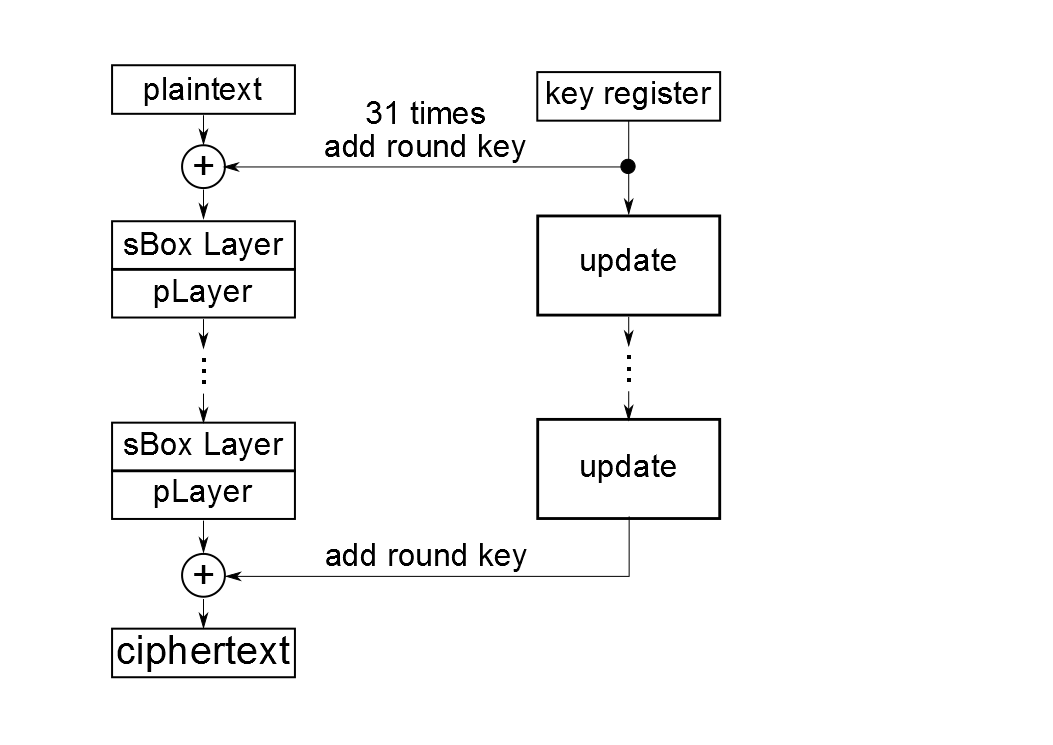 plaintext
key register
31 times
add round key
+
sBox Layer
update
pLayer
sBox Layer
update
pLayer
add round key
+
ciphertext